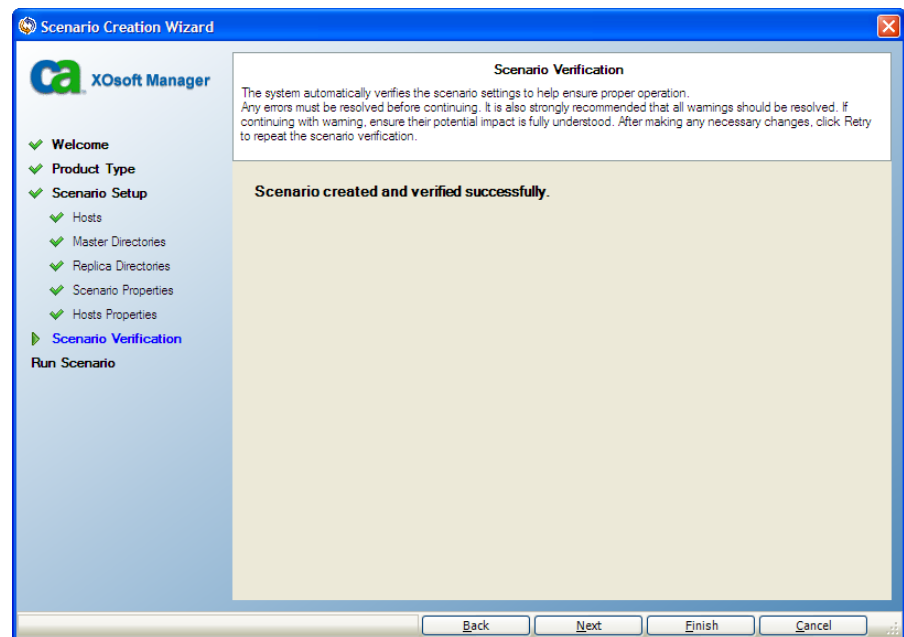 Scenario Creation Wizard
ca
XOsoft Manager
Welcome
Product Type
Scenario Setup
Hosts
Master Directories
Replica Directories
Scenario Properties
Hosts Properties
Scenario Verification
Run Scenario
Scenario Verification
The system automatically verifies the scenario settings to help ensure proper operation.
Any errors must be resolved before continuing. It is also strongly recommended that all warnings should be resolved. If
continuing with warning, ensure their potential impact is fully understood. After making any necessary changes, click Retry
to repeat the scenario verification.
Scenario created and verified successfully.
Back
Next
Finish
Cancel